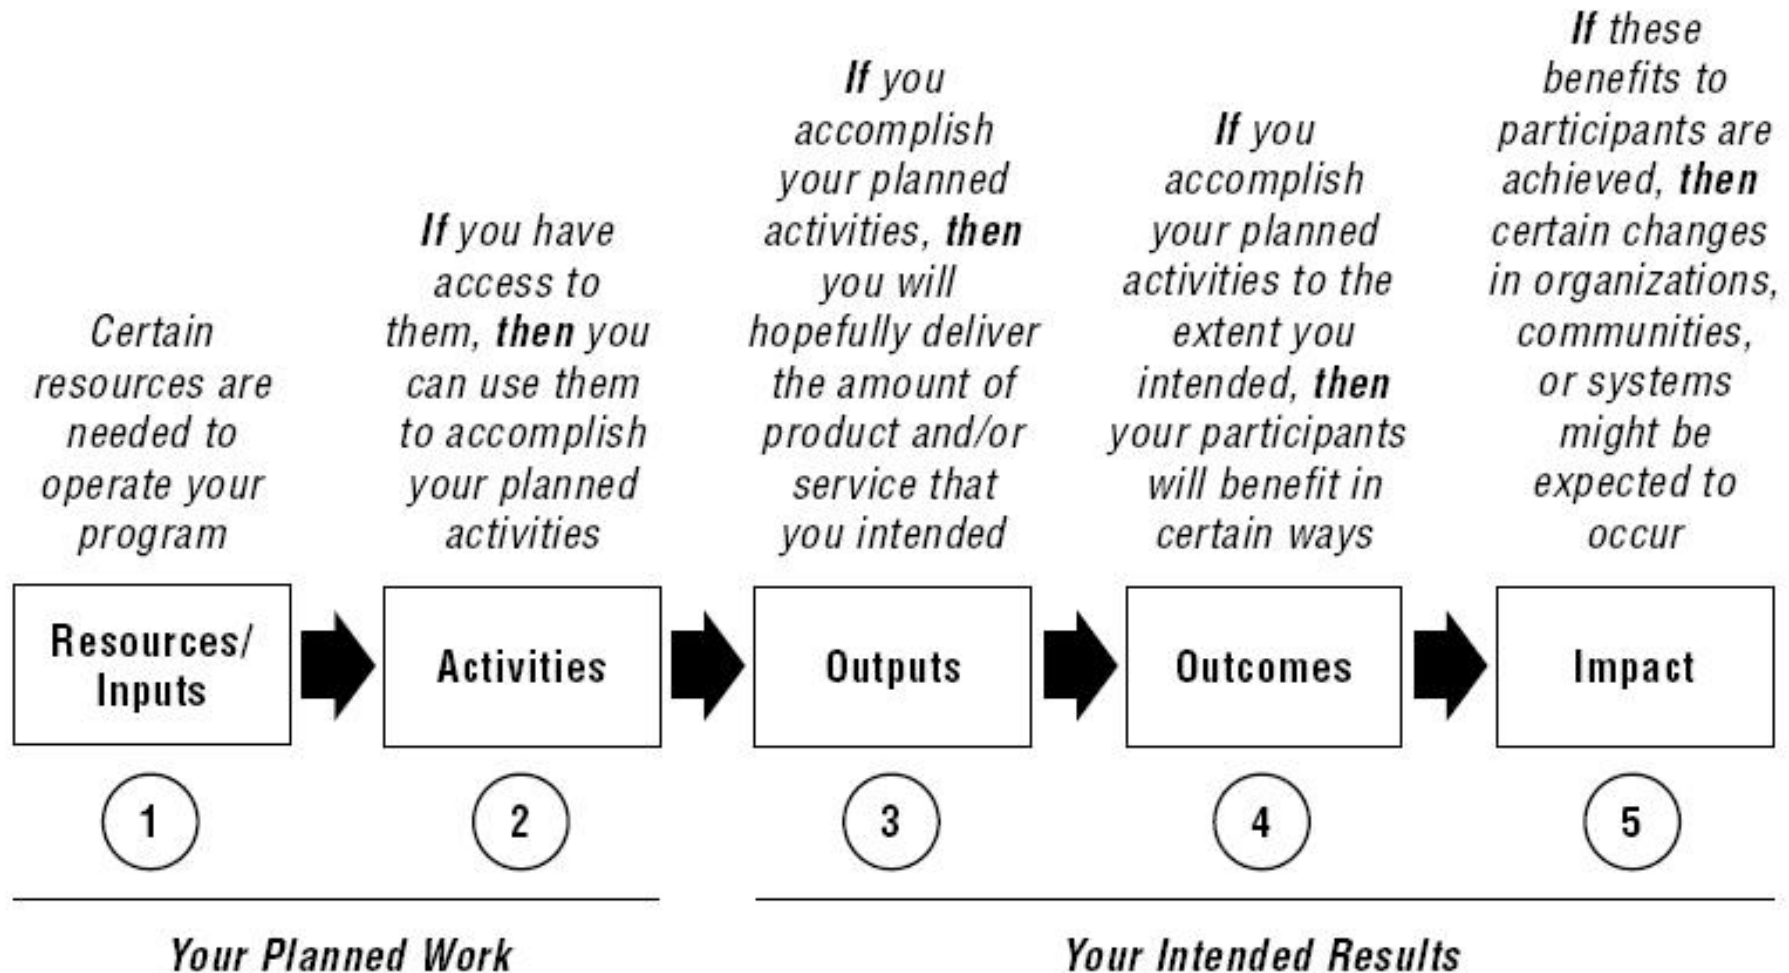 Certain
resources are
needed to
operate your
program
If you have
access to
them, then you
can use them
to accomplish
your planned
activities
If you
accomplish
your planned
activities, then
you will
hopefully deliver
the amount of
product and/or
service that
you intended
If you
accomplish
your planned
activities to the
extent you
intended, then
your participants
will benefit in
certain ways
If these
benefits to
participants are
achieved, then
certain changes
in organizations,
communities,
or systems
might be
expected to
occur
Resources/
Inputs
Activities
Outputs
Outcomes
Impact
1
2
3
4
5
Your Planned Work
Your Intended Results